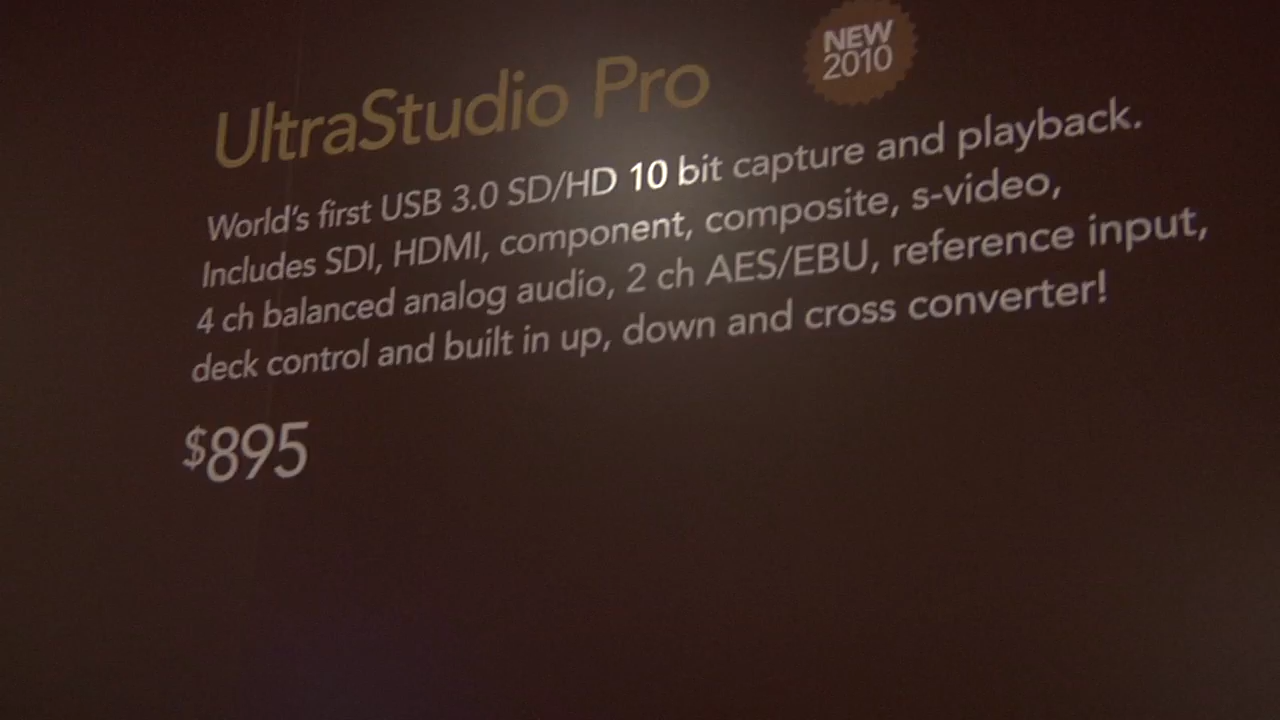 NEW
2010
UltraStudio Pro
World's first USB 3.0 SD/HD 10 bit capture and playback.
Includes SDI, HDMI, component, composite, s-video,
4 ch balanced analog audio, 2 ch AES/EBU, reference input,
deck control and built in up, down and cross converter!
$895